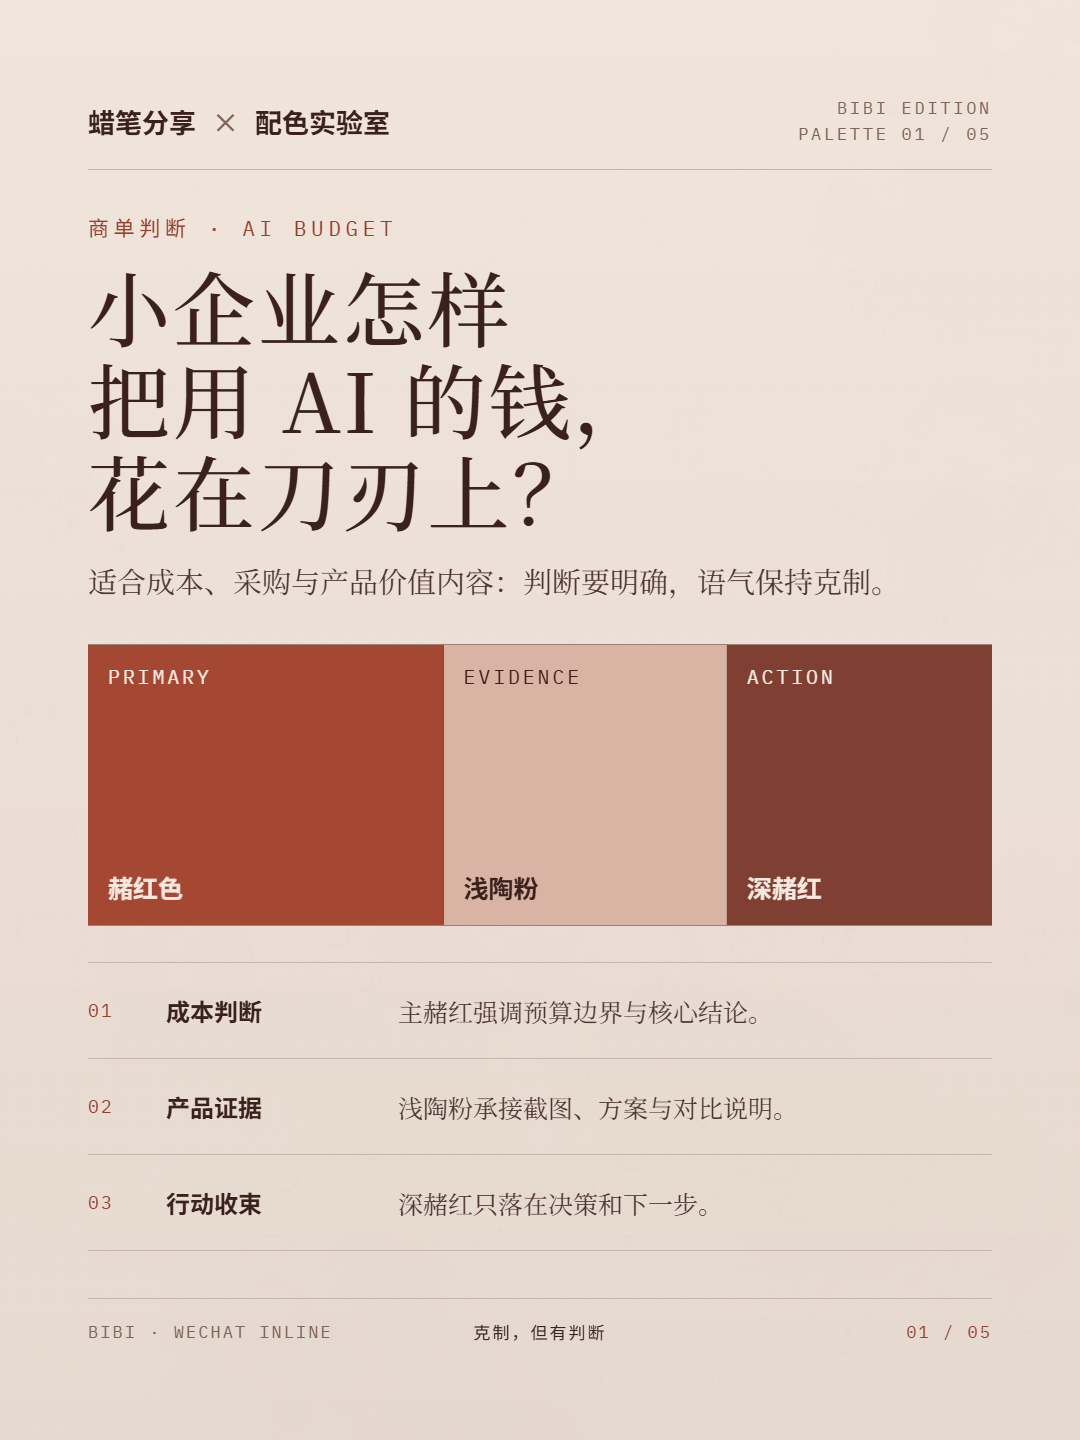 蜡笔分享 × 配色实验室
BIBI EDITION
PALETTE 01 / 05
商单判断 · AI BUDGET
小企业怎样
把用 AI 的钱，
花在刀刃上？
适合成本、采购与产品价值内容：判断要明确，语气保持克制。
PRIMARY
赭红色
EVIDENCE
浅陶粉
ACTION
深赭红
01 成本判断 主赭红强调预算边界与核心结论。
02 产品证据 浅陶粉承接截图、方案与对比说明。
03 行动收束 深赭红只落在决策和下一步。
BIBI · WECHAT INLINE 克制，但有判断 01 / 05